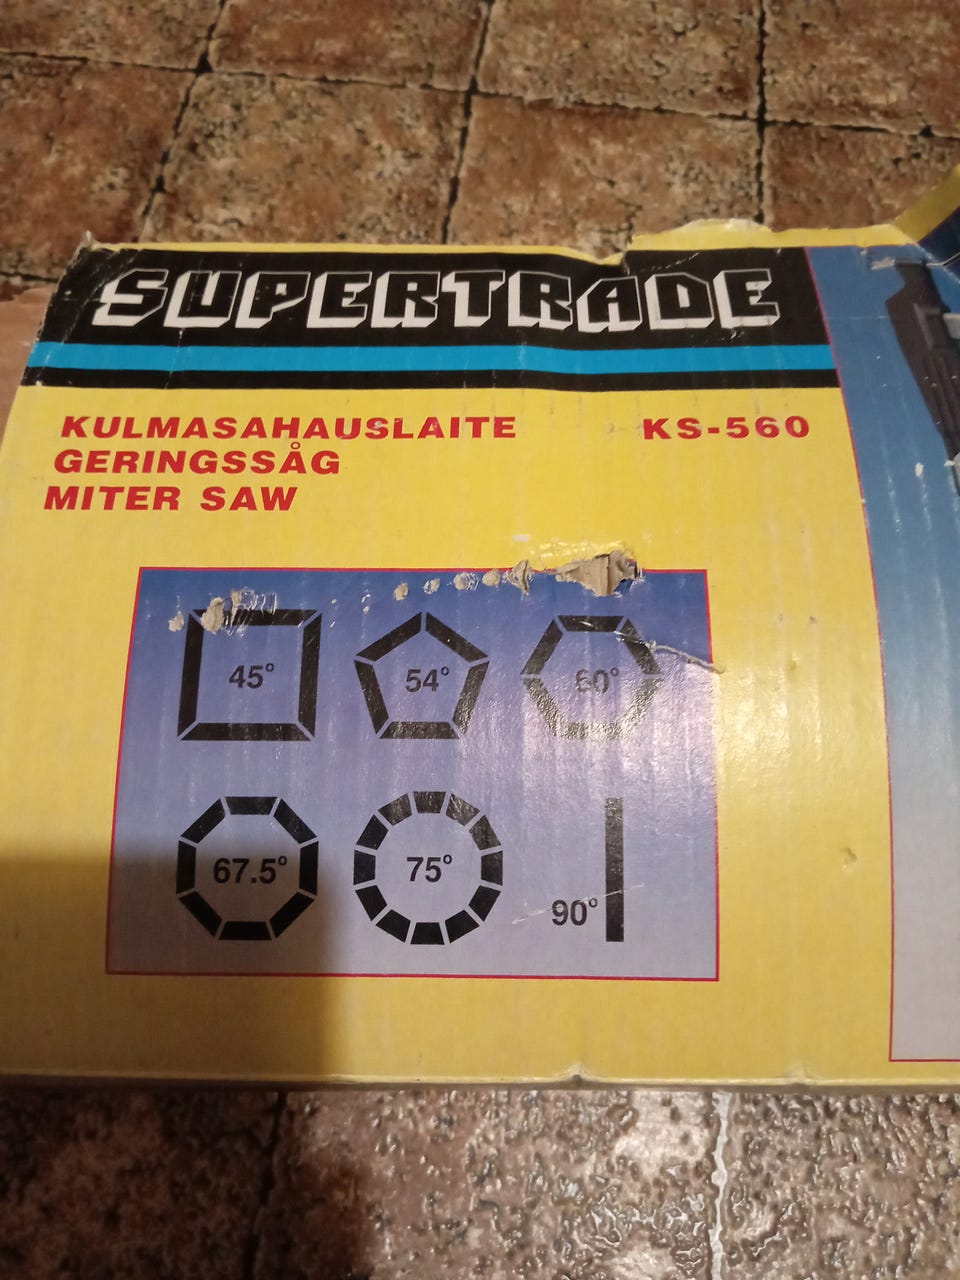 SUPERTRADE
KULMASAHAUSLAITE KS-560
GERINGSSÅG
MITER SAW
45° 54° 60°
67.5° 75° 90°